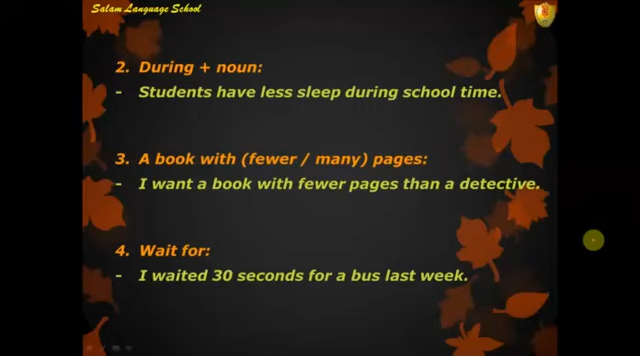 Salam Language School
2. During + noun:
- Students have less sleep during school time.
3. A book with (fewer / many) pages:
- I want a book with fewer pages than a detective.
4. Wait for:
- I waited 30 seconds for a bus last week.